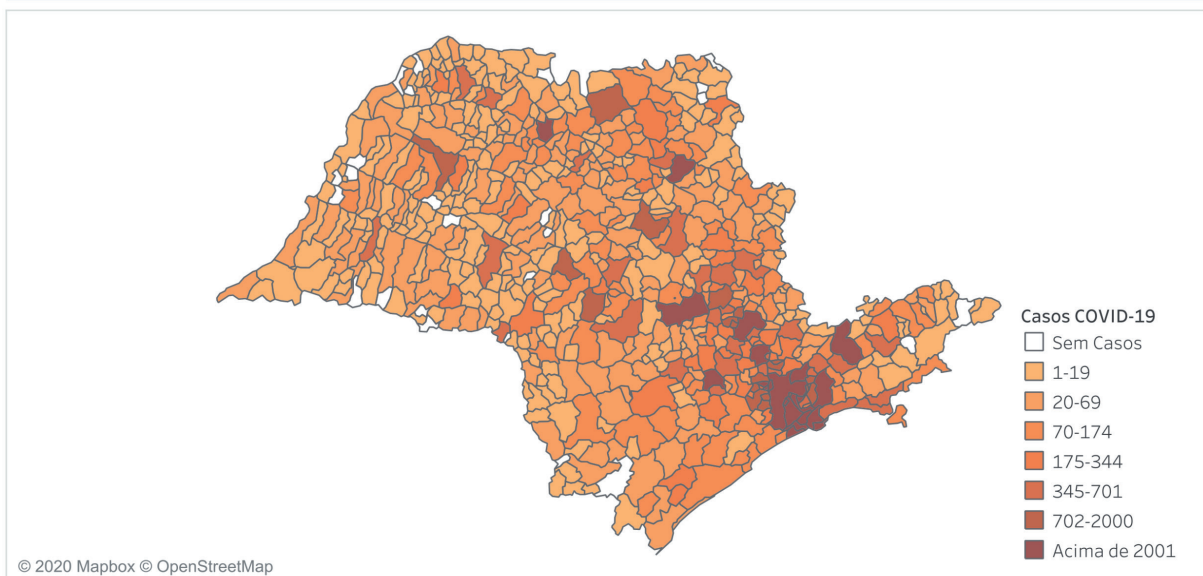 Casos COVID-19
Sem Casos
1-19
20-69
70-174
175-344
345-701
702-2000
Acima de 2001
© 2020 Mapbox © OpenStreetMap